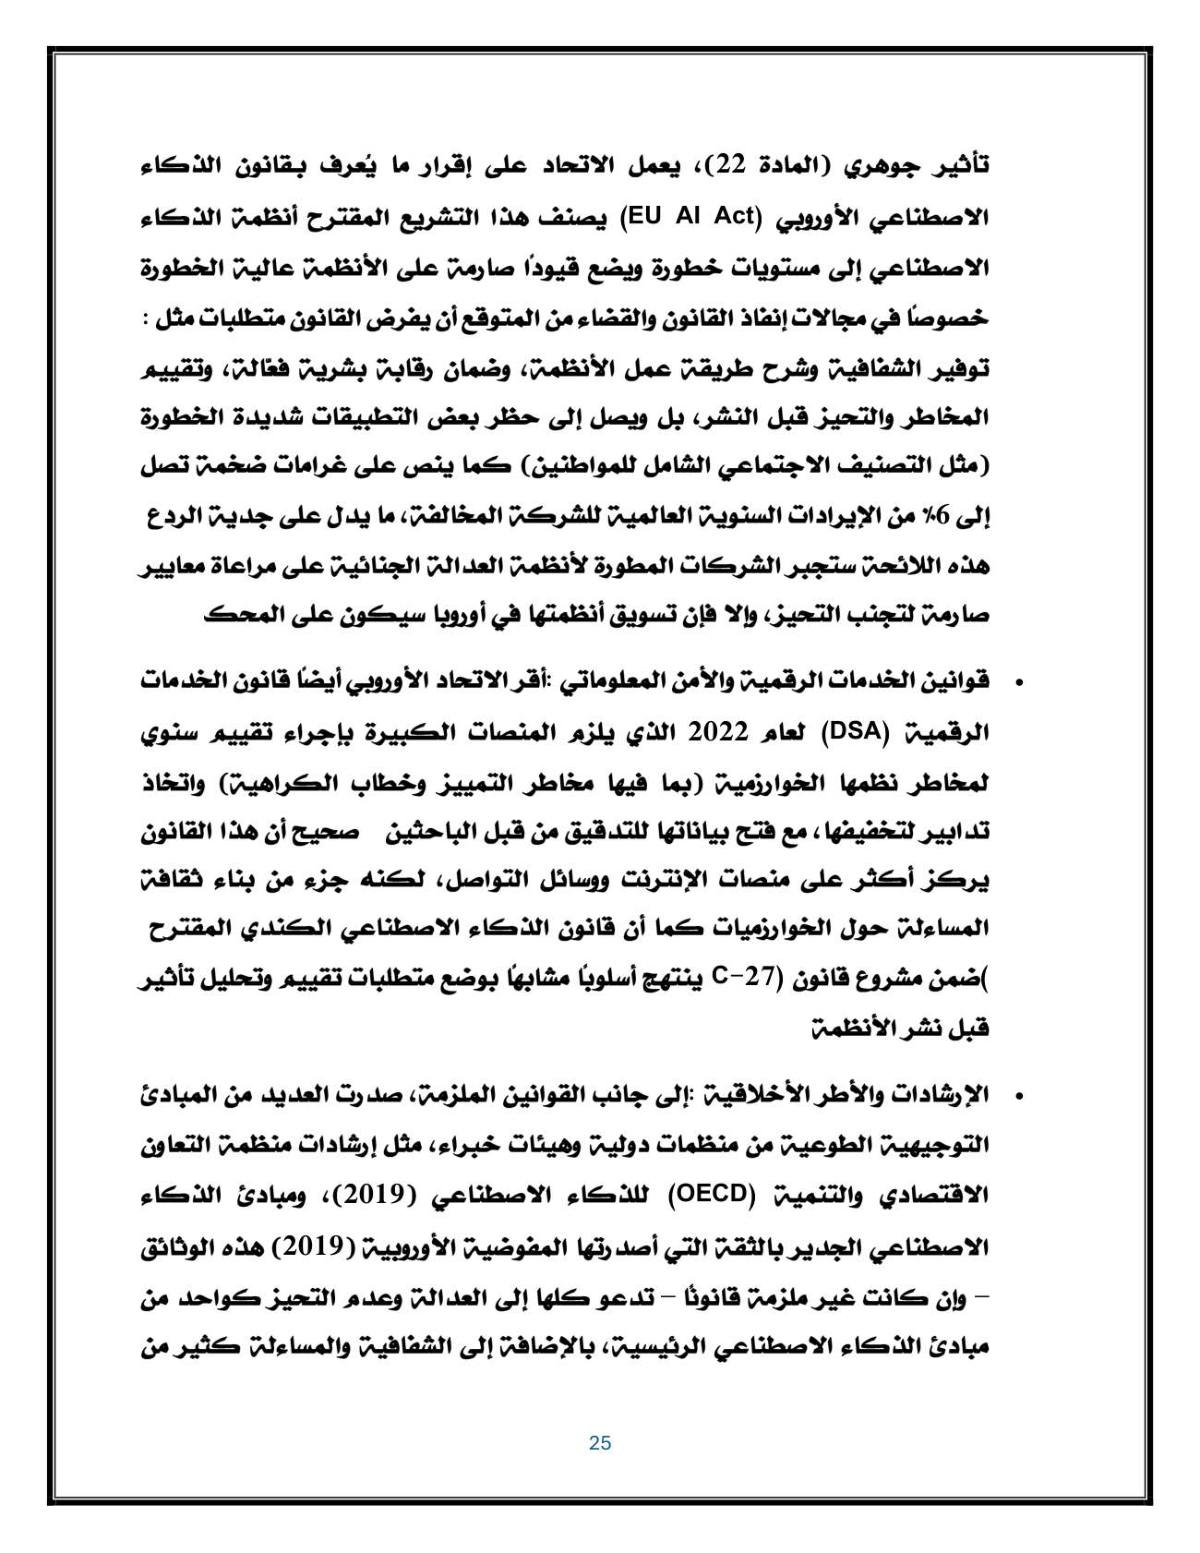 تأثير جوهري (المادة 22)، يعمل الاتحاد على إقرار ما يُعرف بـقانون الذكاء
الاصطناعي الأوروبي (EU AI Act) يصنف هذا التشريع المقترح أنظمة الذكاء
الاصطناعي إلى مستويات خطورة ويضع قيودًا صارمة على الأنظمة عالية الخطورة
خصوصًا في مجالات إنفاذ القانون والقضاء من المتوقع أن يفرض القانون متطلبات مثل :
توفير الشفافية وشرح طريقة عمل الأنظمة، وضمان رقابة بشرية فعّالة، وتقييم
المخاطر والتحيز قبل النشر، بل ويصل إلى حظر بعض التطبيقات شديدة الخطورة
(مثل التصنيف الاجتماعي الشامل للمواطنين) كما ينص على غرامات ضخمة تصل
إلى 6% من الإيرادات السنوية العالمية للشركة المخالفة، ما يدل على جدية الردع
هذه اللائحة ستجبر الشركات المطورة لأنظمة العدالة الجنائية على مراعاة معايير
صارمة لتجنب التحيز، وإلا فإن تسويق أنظمتها في أوروبا سيكون على المحك
• قوانين الخدمات الرقمية والأمن المعلوماتي :أقر الاتحاد الأوروبي أيضًا قانون الخدمات
الرقمية (DSA) لعام 2022 الذي يلزم المنصات الكبيرة بإجراء تقييم سنوي
لمخاطر نظمها الخوارزمية (بما فيها مخاطر التمييز وخطاب الكراهية) واتخاذ
تدابير لتخفيفها، مع فتح بياناتها للتدقيق من قبل الباحثين صحيح أن هذا القانون
يركز أكثر على منصات الإنترنت ووسائل التواصل، لكنه جزء من بناء ثقافة
المساءلة حول الخوارزميات كما أن قانون الذكاء الاصطناعي الكندي المقترح
)ضمن مشروع قانون (C-27 ينتهج أسلوبًا مشابهًا بوضع متطلبات تقييم وتحليل تأثير
قبل نشر الأنظمة
• الإرشادات والأطر الأخلاقية :إلى جانب القوانين الملزمة، صدرت العديد من المبادئ
التوجيهية الطوعية من منظمات دولية وهيئات خبراء، مثل إرشادات منظمة التعاون
الاقتصادي والتنمية (OECD) للذكاء الاصطناعي (2019)، ومبادئ الذكاء
الاصطناعي الجدير بالثقة التي أصدرتها المفوضية الأوروبية (2019) هذه الوثائق
– وإن كانت غير ملزمة قانونًا – تدعو كلها إلى العدالة وعدم التحيز كواحد من
مبادئ الذكاء الاصطناعي الرئيسية، بالإضافة إلى الشفافية والمساءلة كثير من
25